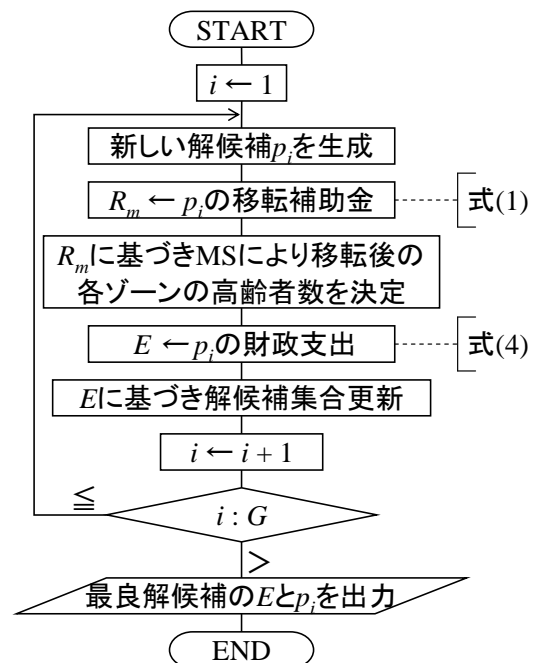 START
i ← 1
新しい解候補pᵢを生成
Rₘ ← pᵢの移転補助金
式(1)
Rₘに基づきMSにより移転後の
各ゾーンの高齢者数を決定
E ← pᵢの財政支出
式(4)
Eに基づき解候補集合更新
i ← i + 1
≦
i : G
＞
最良解候補のEとpᵢを出力
END